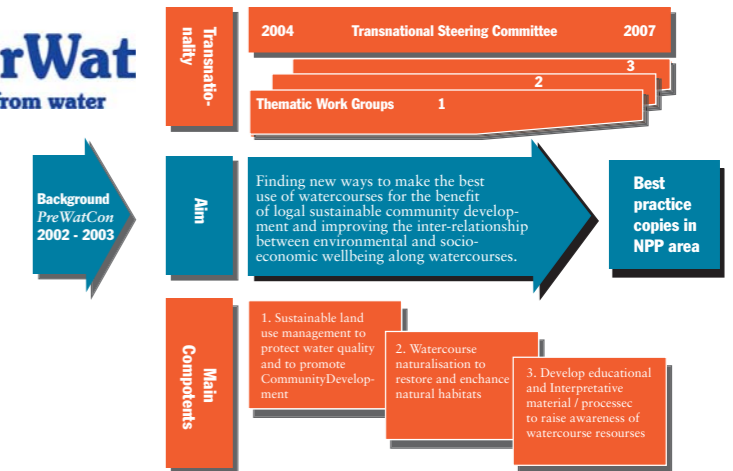 rWat
from water
Transnatio-
nality
2004 Transnational Steering Committee 2007
3
2
Thematic Work Groups 1
Background
PreWatCon
2002 - 2003
Aim
Finding new ways to make the best
use of watercourses for the benefit
of logal sustainable community develop-
ment and improving the inter-relationship
between environmental and socio-
economic wellbeing along watercourses.
Best
practice
copies in
NPP area
Main
Compotents
1. Sustainable land
use management to
protect water quality
and to promote
CommunityDevelop-
ment
2. Watercourse
naturalisation to
restore and enchance
natural habitats
3. Develop educational
and Interpretative
material / processec
to raise awareness of
watercourse resourses